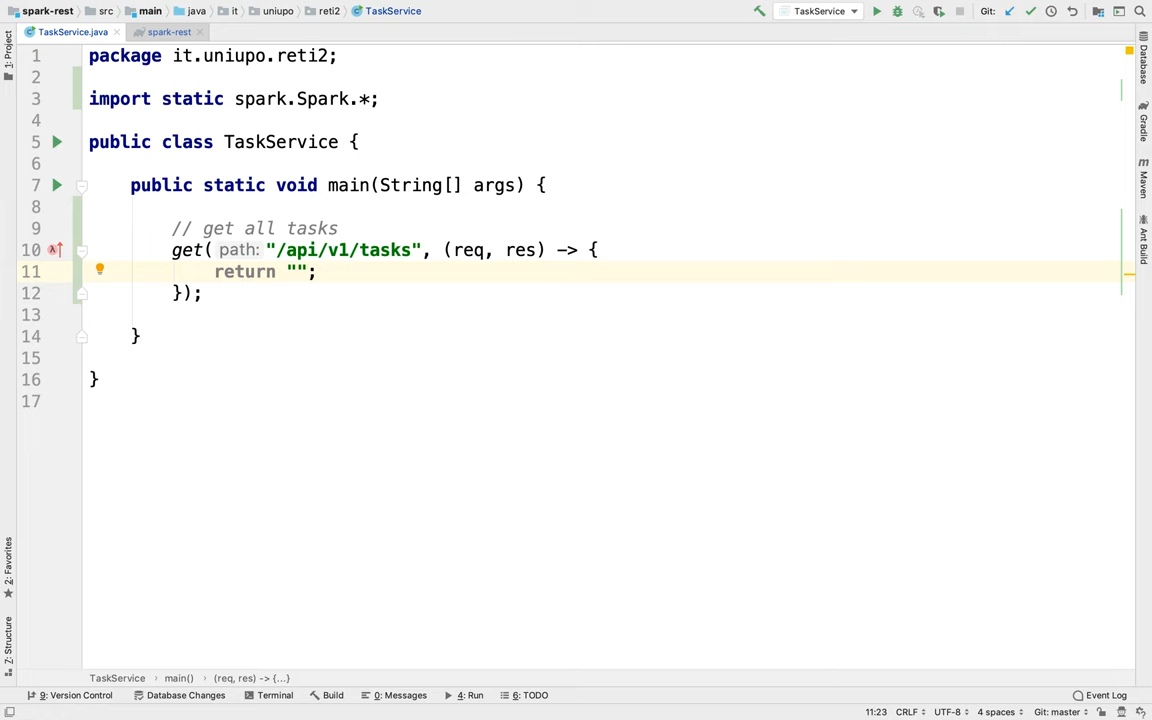 spark-rest src main java it uniupo reti2 TaskService TaskService Git:
TaskService.java spark-rest
1 package it.uniupo.reti2;
2
3 import static spark.Spark.*;
4
5 public class TaskService {
6
7 public static void main(String[] args) {
8
9 // get all tasks
10 get( path: "/api/v1/tasks", (req, res) -> {
11 return "";
12 });
13
14 }
15
16 }
17
1: Project
2: Favorites
7: Structure
Database
Gradle
m Maven
Ant Build
TaskService › main() › (req, res) -> {...}
9: Version Control Database Changes Terminal Build 0: Messages 4: Run 6: TODO Event Log
11:23 CRLF UTF-8 4 spaces Git: master